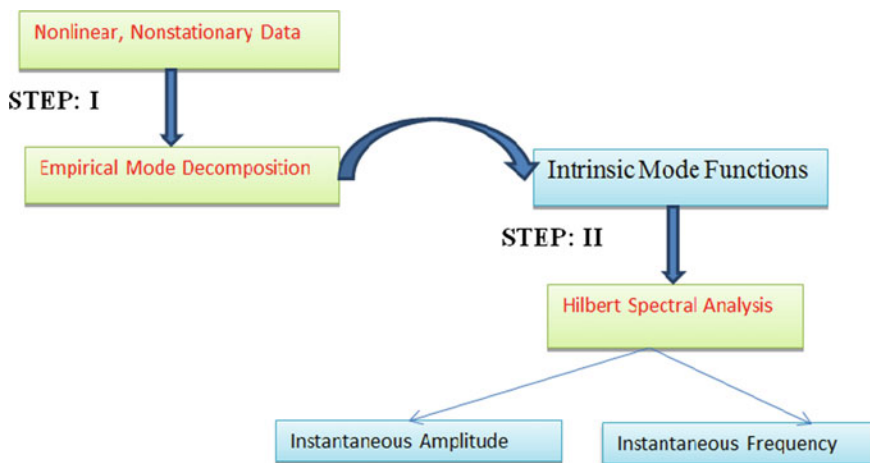 Nonlinear, Nonstationary Data
STEP: I
Empirical Mode Decomposition
Intrinsic Mode Functions
STEP: II
Hilbert Spectral Analysis
Instantaneous Amplitude
Instantaneous Frequency